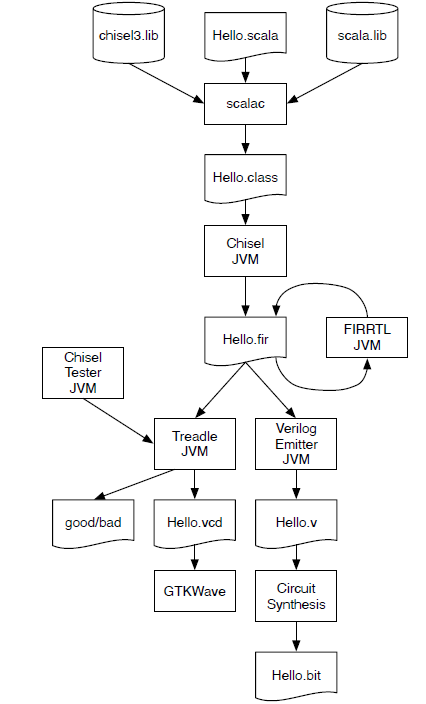 chisel3.lib
Hello.scala
scala.lib
scalac
Hello.class
Chisel
JVM
Hello.fir
FIRRTL
JVM
Chisel
Tester
JVM
Treadle
JVM
Verilog
Emitter
JVM
good/bad
Hello.vcd
Hello.v
GTKWave
Circuit
Synthesis
Hello.bit